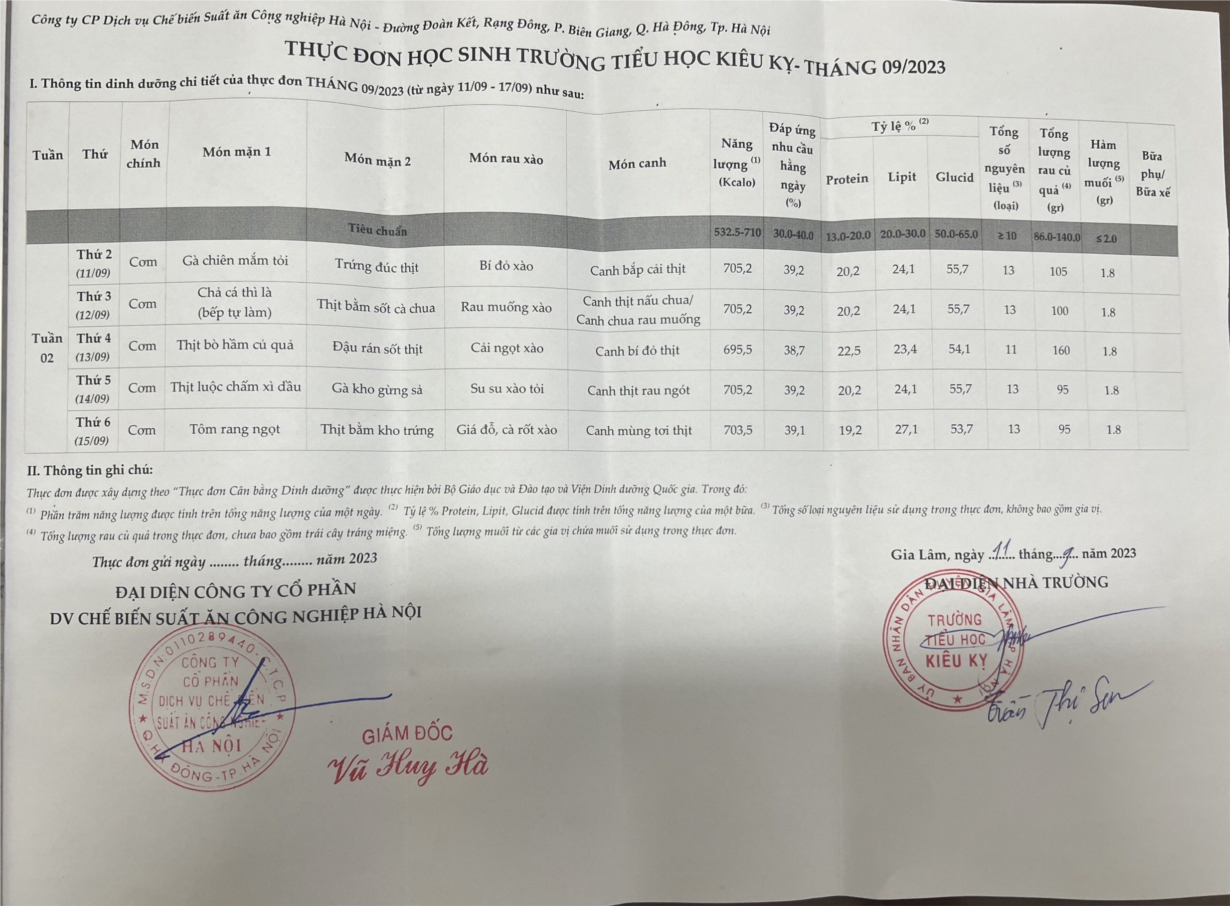 Công ty CP Dịch vụ Chế biến Suất ăn Công nghiệp Hà Nội - Đường Đoàn Kết, Rạng Đông, P. Biên Giang, Q. Hà Đông, Tp. Hà Nội
THỰC ĐƠN HỌC SINH TRƯỜNG TIỂU HỌC KIÊU KỴ- THÁNG 09/2023
I. Thông tin dinh dưỡng chi tiết của thực đơn THÁNG 09/2023 (từ ngày 11/09 - 17/09) như sau:
Tuần Thứ Món chính Món mặn 1 Món mặn 2 Món rau xào Món canh Năng lượng (1) (Kcalo) Đáp ứng nhu cầu hằng ngày (%) Tỷ lệ % (2) Protein Lipit Glucid Tổng số nguyên liệu (3) (loại) Tổng lượng rau củ quả (4) (gr) Hàm lượng muối (5) (gr) Bữa phụ/ Bữa xế
Tiêu chuẩn 532.5-710 30.0-40.0 13.0-20.0 20.0-30.0 50.0-65.0 ≥ 10 86.0-140.0 ≤ 2.0
Tuần 02
Thứ 2 (11/09) Cơm Gà chiên mắm tỏi Trứng đúc thịt Bí đỏ xào Canh bắp cải thịt 705,2 39,2 20,2 24,1 55,7 13 105 1.8
Thứ 3 (12/09) Cơm Chả cá thì là (bếp tự làm) Thịt bằm sốt cà chua Rau muống xào Canh thịt nấu chua/ Canh chua rau muống 705,2 39,2 20,2 24,1 55,7 13 100 1.8
Thứ 4 (13/09) Cơm Thịt bò hầm củ quả Đậu rán sốt thịt Cải ngọt xào Canh bí đỏ thịt 695,5 38,7 22,5 23,4 54,1 11 160 1.8
Thứ 5 (14/09) Cơm Thịt luộc chấm xì dầu Gà kho gừng sả Su su xào tỏi Canh thịt rau ngót 705,2 39,2 20,2 24,1 55,7 13 95 1.8
Thứ 6 (15/09) Cơm Tôm rang ngọt Thịt bằm kho trứng Giá đỗ, cà rốt xào Canh mùng tơi thịt 703,5 39,1 19,2 27,1 53,7 13 95 1.8
II. Thông tin ghi chú:
Thực đơn được xây dựng theo “Thực đơn Cân bằng Dinh dưỡng” được thực hiện bởi Bộ Giáo dục và Đào tạo và Viện Dinh dưỡng Quốc gia. Trong đó:
(1) Phần trăm năng lượng được tính trên tổng năng lượng của một ngày. (2) Tỷ lệ % Protein, Lipit, Glucid được tính trên tổng năng lượng của một bữa. (3) Tổng số loại nguyên liệu sử dụng trong thực đơn, không bao gồm gia vị.
(4) Tổng lượng rau củ quả trong thực đơn, chưa bao gồm trái cây tráng miệng. (5) Tổng lượng muối từ các gia vị chứa muối sử dụng trong thực đơn.
Thực đơn gửi ngày ........ tháng........ năm 2023
ĐẠI DIỆN CÔNG TY CỔ PHẦN
DV CHẾ BIẾN SUẤT ĂN CÔNG NGHIỆP HÀ NỘI
M.S.D.N:0110289440-C.T.C.P
CÔNG TY
CỔ PHẦN
DỊCH VỤ CHẾ BIẾN
SUẤT ĂN CÔNG NGHIỆP
HÀ NỘI
Q.HÀ ĐÔNG-TP.HÀ NỘI
GIÁM ĐỐC
Vũ Huy Hà
Gia Lâm, ngày ..11.... tháng...9.. năm 2023
ĐẠI DIỆN NHÀ TRƯỜNG
ỦY BAN NHÂN DÂN HUYỆN GIA LÂM TP HÀ NỘI
TRƯỜNG
TIỂU HỌC
KIÊU KỴ
Trần Thị Sen